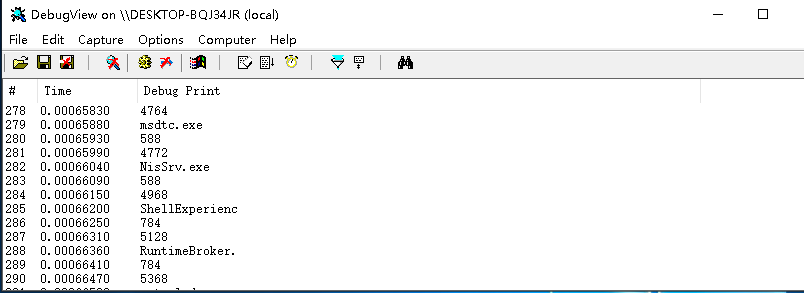 DebugView on \\DESKTOP-BQJ34JR (local)
File Edit Capture Options Computer Help
# Time Debug Print
278 0.00065830 4764
279 0.00065880 msdtc.exe
280 0.00065930 588
281 0.00065990 4772
282 0.00066040 NisSrv.exe
283 0.00066090 588
284 0.00066150 4968
285 0.00066200 ShellExperienc
286 0.00066250 784
287 0.00066310 5128
288 0.00066360 RuntimeBroker.
289 0.00066410 784
290 0.00066470 5368